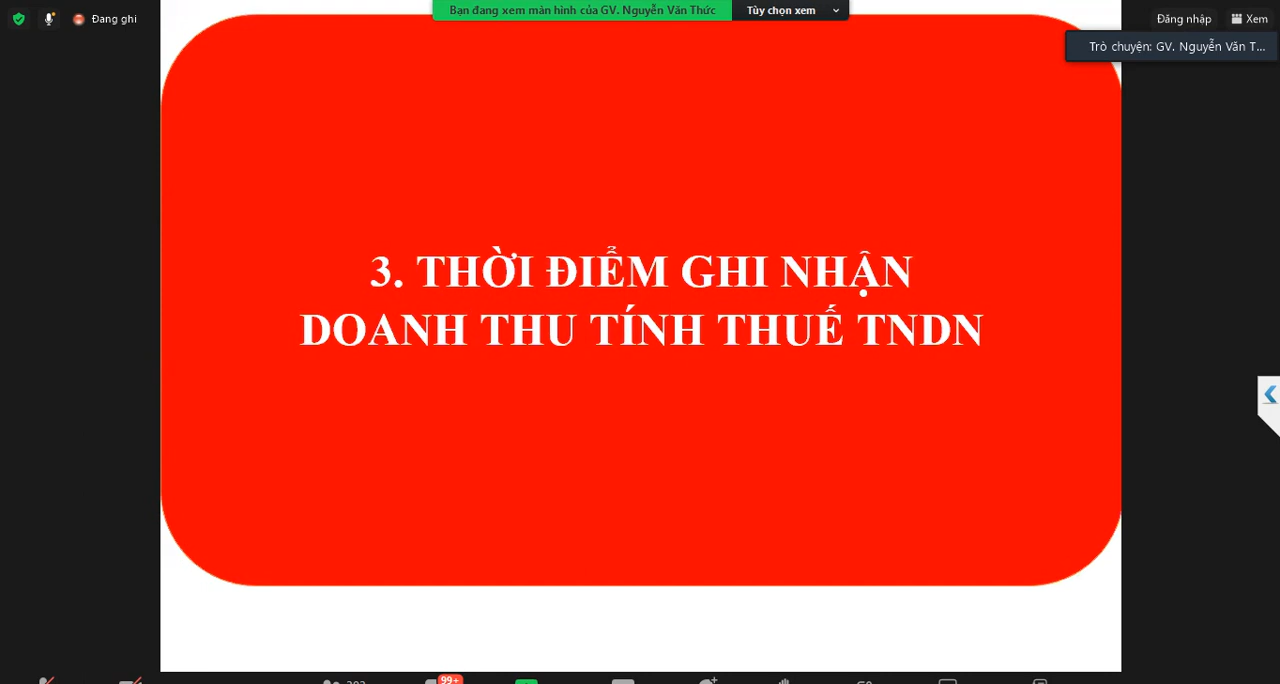 Đang ghi
Bạn đang xem màn hình của GV. Nguyễn Văn Thức
Tùy chọn xem
Đăng nhập
Xem
Trò chuyện: GV. Nguyễn Văn T...
3. THỜI ĐIỂM GHI NHẬN
DOANH THU TÍNH THUẾ TNDN
99+